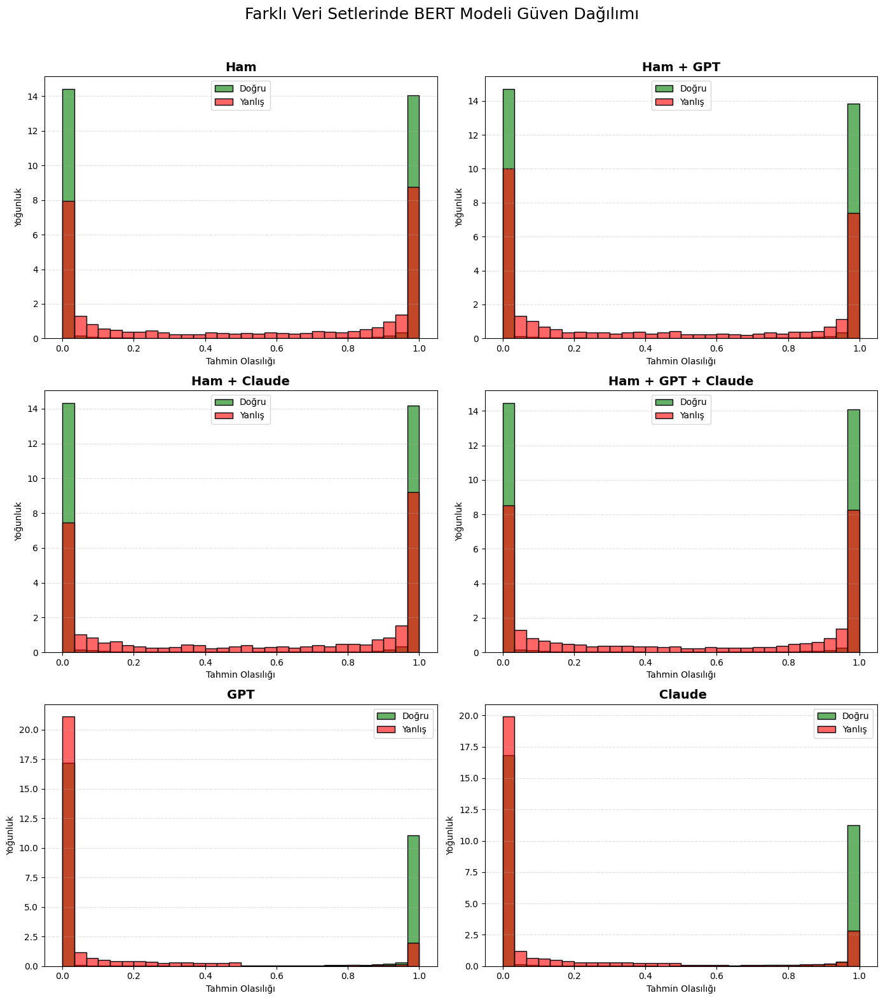 Farklı Veri Setlerinde BERT Modeli Güven Dağılımı
Ham
Doğru
Yanlış
Yoğunluk
14
12
10
8
6
4
2
0
0.0 0.2 0.4 0.6 0.8 1.0
Tahmin Olasılığı
Ham + GPT
Doğru
Yanlış
Yoğunluk
14
12
10
8
6
4
2
0
0.0 0.2 0.4 0.6 0.8 1.0
Tahmin Olasılığı
Ham + Claude
Doğru
Yanlış
Yoğunluk
14
12
10
8
6
4
2
0
0.0 0.2 0.4 0.6 0.8 1.0
Tahmin Olasılığı
Ham + GPT + Claude
Doğru
Yanlış
Yoğunluk
14
12
10
8
6
4
2
0
0.0 0.2 0.4 0.6 0.8 1.0
Tahmin Olasılığı
GPT
Doğru
Yanlış
Yoğunluk
20.0
17.5
15.0
12.5
10.0
7.5
5.0
2.5
0.0
0.0 0.2 0.4 0.6 0.8 1.0
Tahmin Olasılığı
Claude
Doğru
Yanlış
Yoğunluk
20.0
17.5
15.0
12.5
10.0
7.5
5.0
2.5
0.0
0.0 0.2 0.4 0.6 0.8 1.0
Tahmin Olasılığı